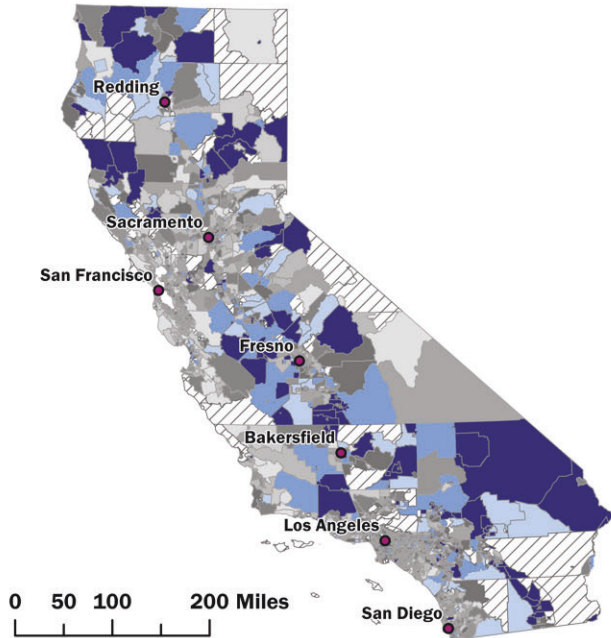 Redding
Sacramento
San Francisco
Fresno
Bakersfield
Los Angeles
San Diego
0 50 100 200 Miles